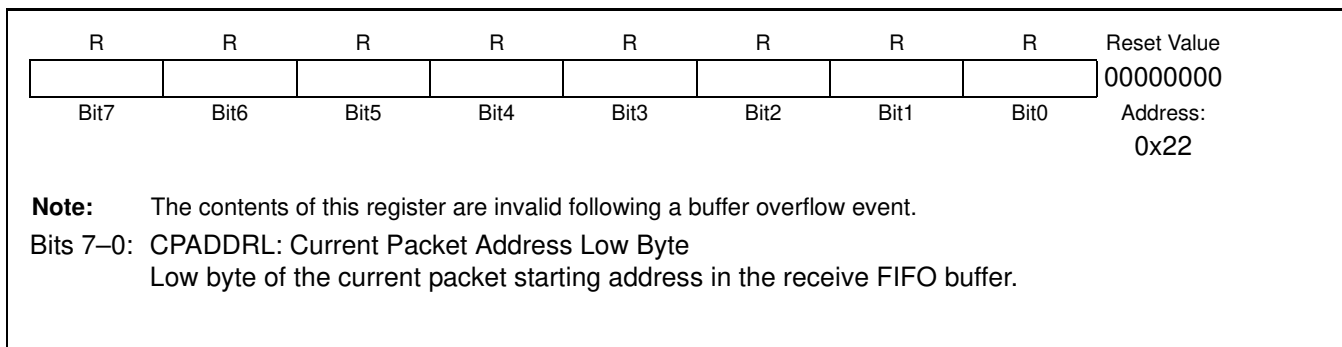 R R R R R R R R Reset Value
00000000
Bit7 Bit6 Bit5 Bit4 Bit3 Bit2 Bit1 Bit0 Address:
0x22
Note: The contents of this register are invalid following a buffer overflow event.
Bits 7–0: CPADDRL: Current Packet Address Low Byte
Low byte of the current packet starting address in the receive FIFO buffer.